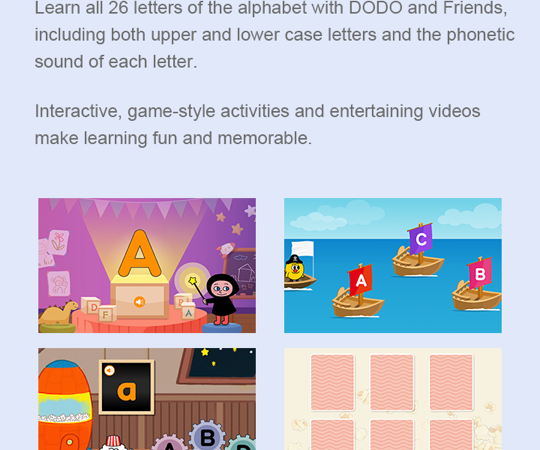 Learn all 26 letters of the alphabet with DODO and Friends,
including both upper and lower case letters and the phonetic
sound of each letter.
Interactive, game-style activities and entertaining videos
make learning fun and memorable.
A
D
F
D
A
C
A
B
a
A
B
D